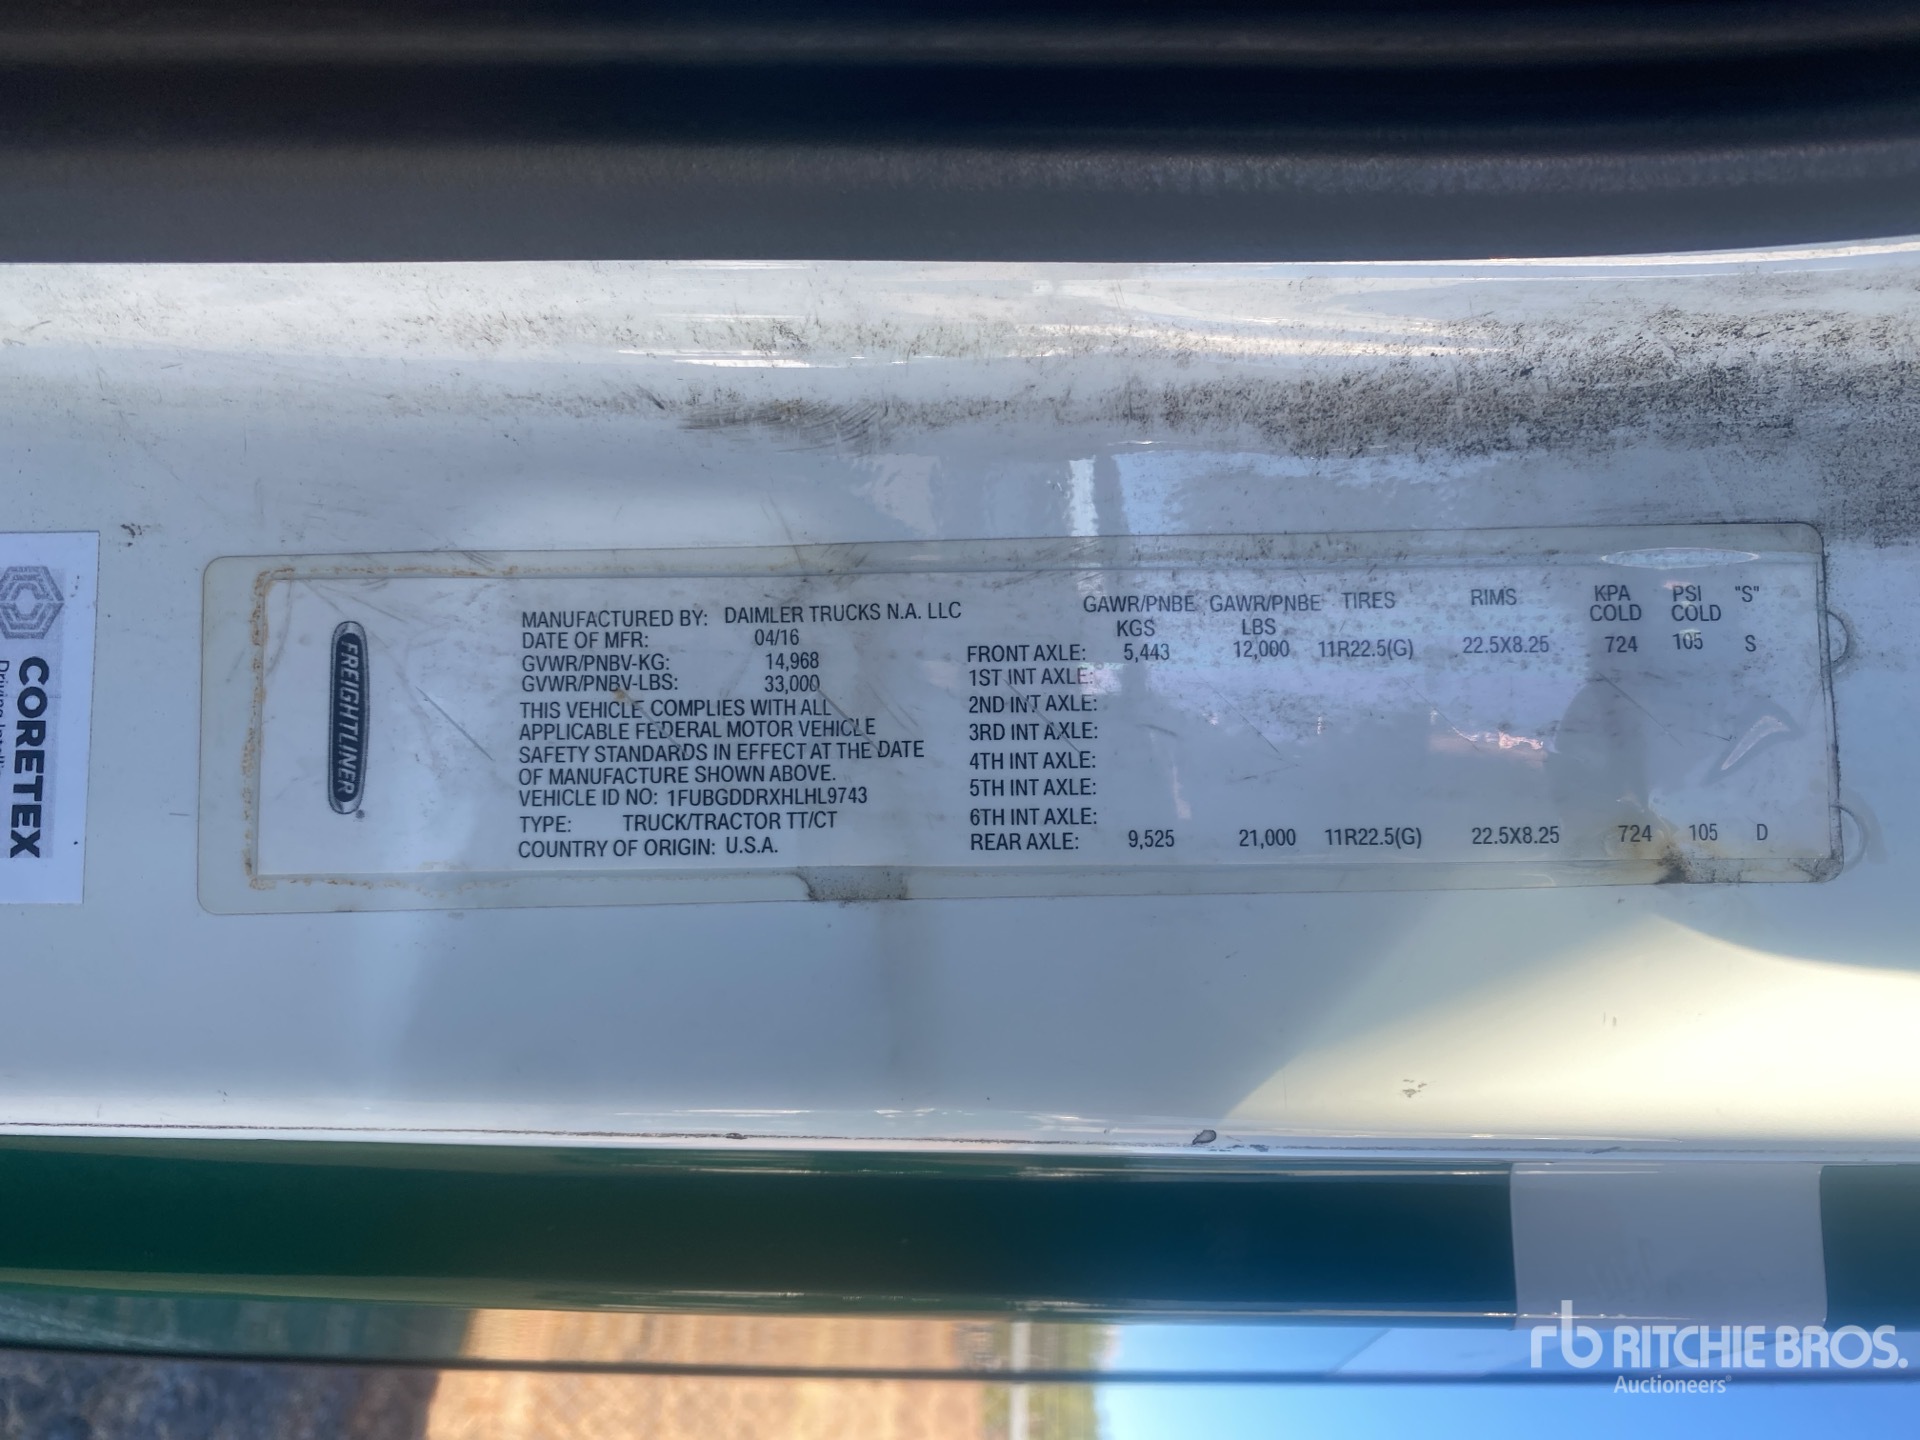 CORETEX
FREIGHTLINER
MANUFACTURED BY: DAIMLER TRUCKS N.A. LLC
DATE OF MFR: 04/16
GVWR/PNBV-KG: 14,968
GVWR/PNBV-LBS: 33,000
THIS VEHICLE COMPLIES WITH ALL
APPLICABLE FEDERAL MOTOR VEHICLE
SAFETY STANDARDS IN EFFECT AT THE DATE
OF MANUFACTURE SHOWN ABOVE.
VEHICLE ID NO: 1FUBGDDRXHLHL9743
TYPE: TRUCK/TRACTOR TT/CT
COUNTRY OF ORIGIN: U.S.A.
GAWR/PNBE GAWR/PNBE TIRES RIMS KPA PSI "S"
KGS LBS COLD COLD
FRONT AXLE: 5,443 12,000 11R22.5(G) 22.5X8.25 724 105 S
1ST INT AXLE:
2ND INT AXLE:
3RD INT AXLE:
4TH INT AXLE:
5TH INT AXLE:
6TH INT AXLE:
REAR AXLE: 9,525 21,000 11R22.5(G) 22.5X8.25 724 105 D
rb RITCHIE BROS.
Auctioneers